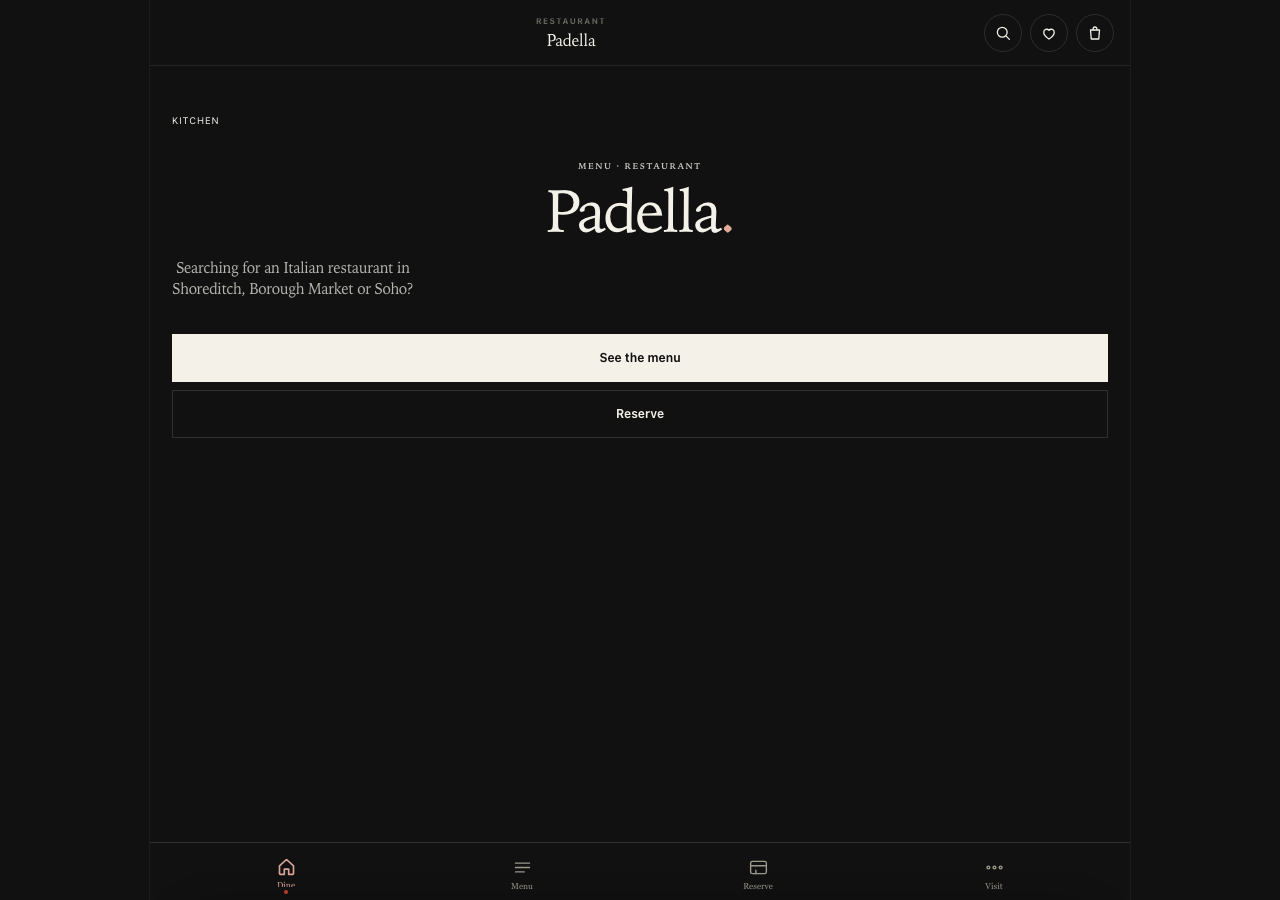 RESTAURANT
Padella
KITCHEN
MENU · RESTAURANT
Padella.
Searching for an Italian restaurant in
Shoreditch, Borough Market or Soho?
See the menu
Reserve
Dine
Menu
Reserve
Visit